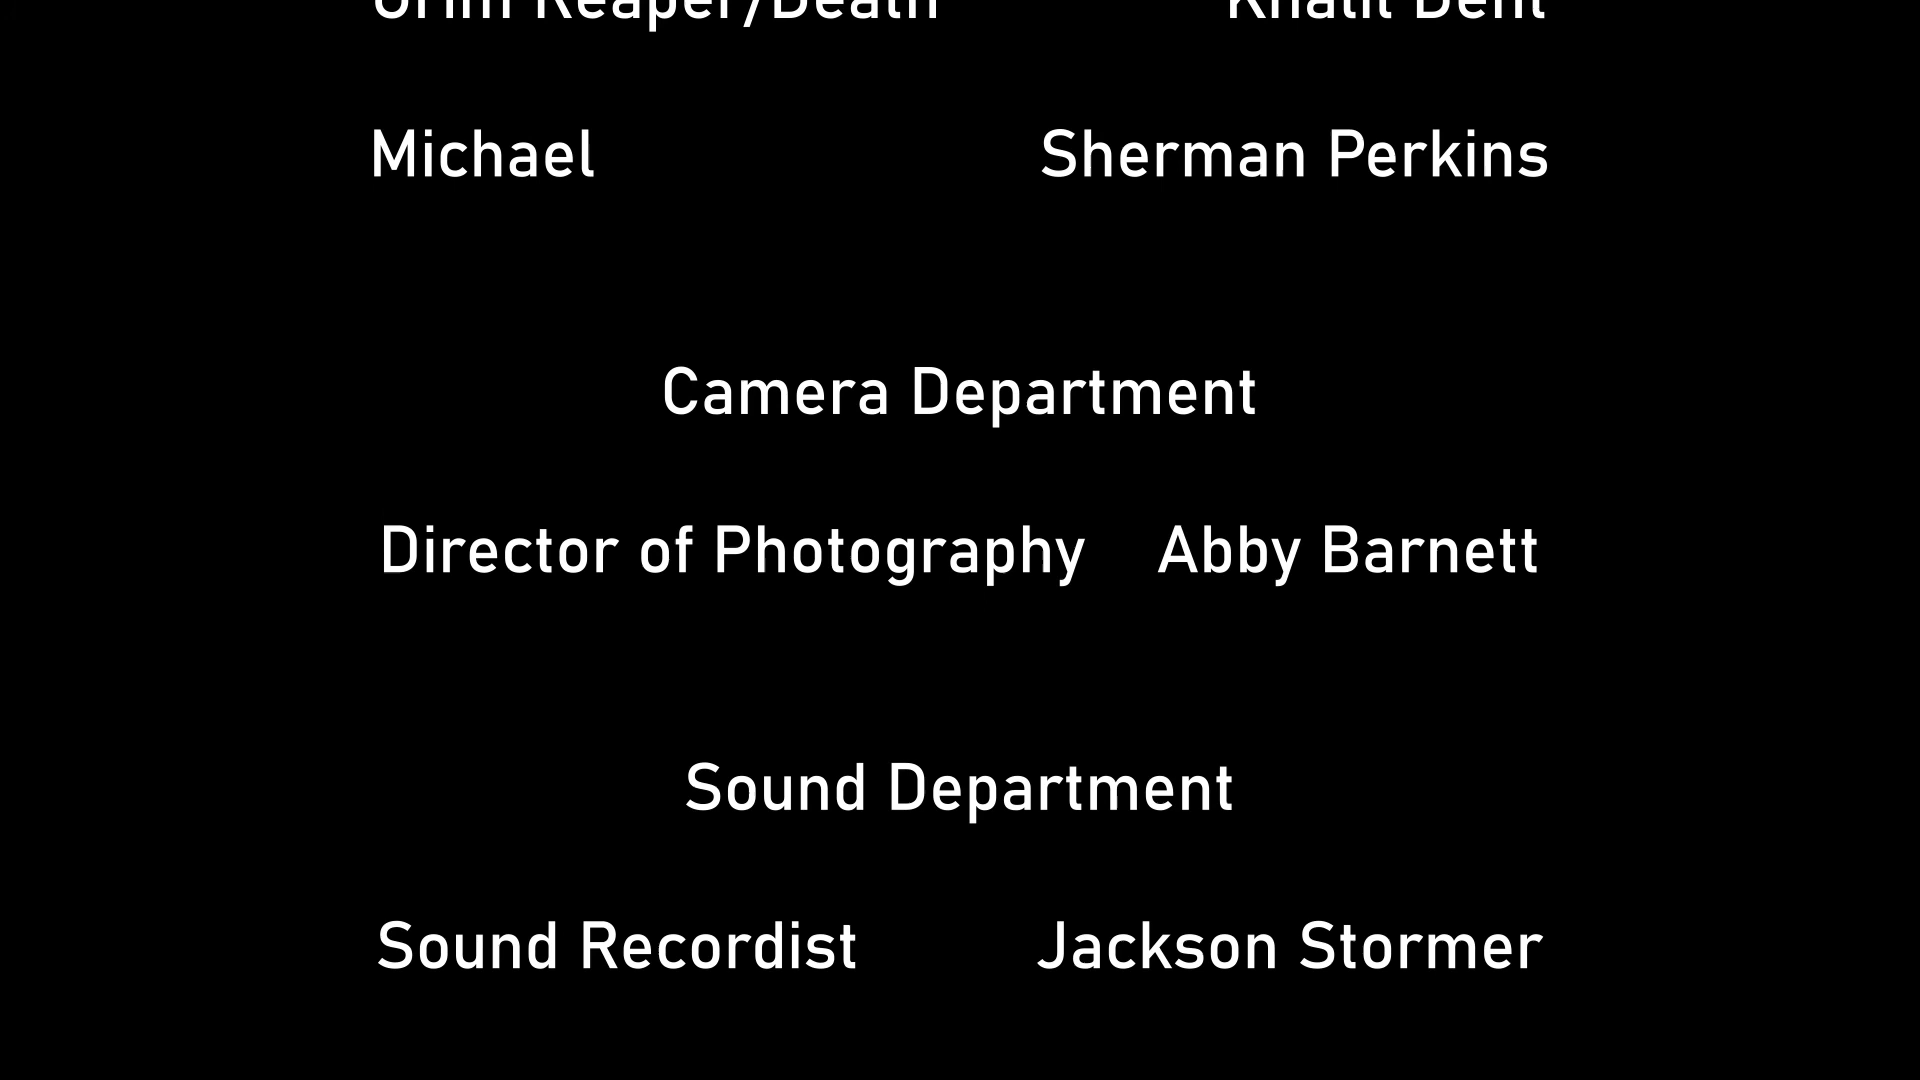 Grim Reaper/Death Khalil Dent
Michael Sherman Perkins
Camera Department
Director of Photography Abby Barnett
Sound Department
Sound Recordist Jackson Stormer